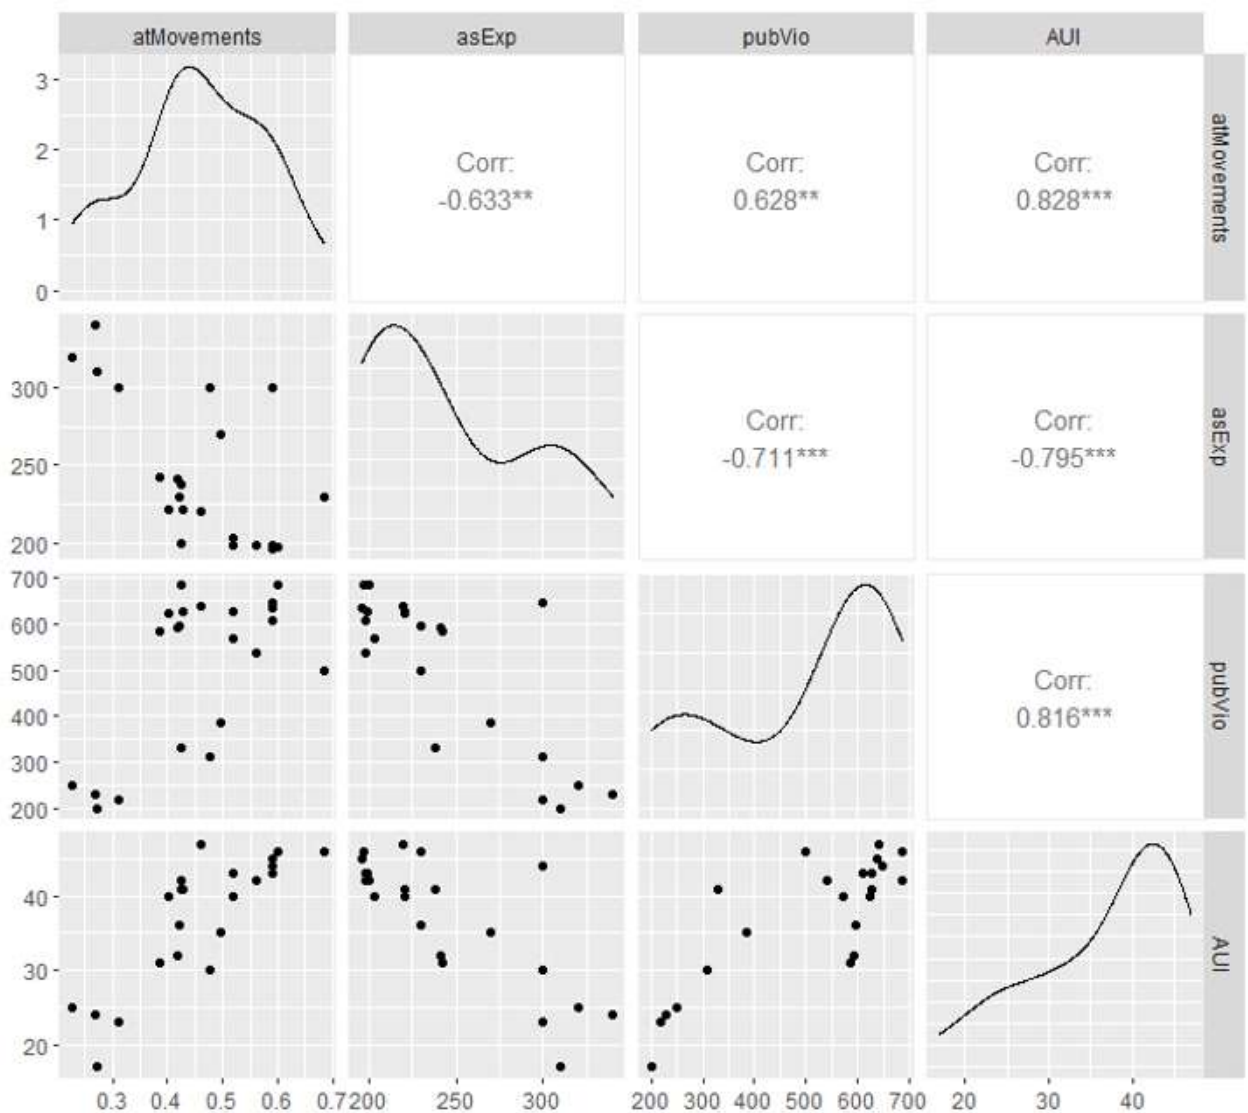 atMovements asExp pubVio AUI
3
2
1
0
Corr:
-0.633**
Corr:
0.628**
Corr:
0.828***
atMovements
300
250
200
Corr:
-0.711***
Corr:
-0.795***
asExp
700
600
500
400
300
200
Corr:
0.816***
pubVio
40
30
20
AUI
0.3 0.4 0.5 0.6 0.7 200 250 300 200 300 400 500 600 700 20 30 40